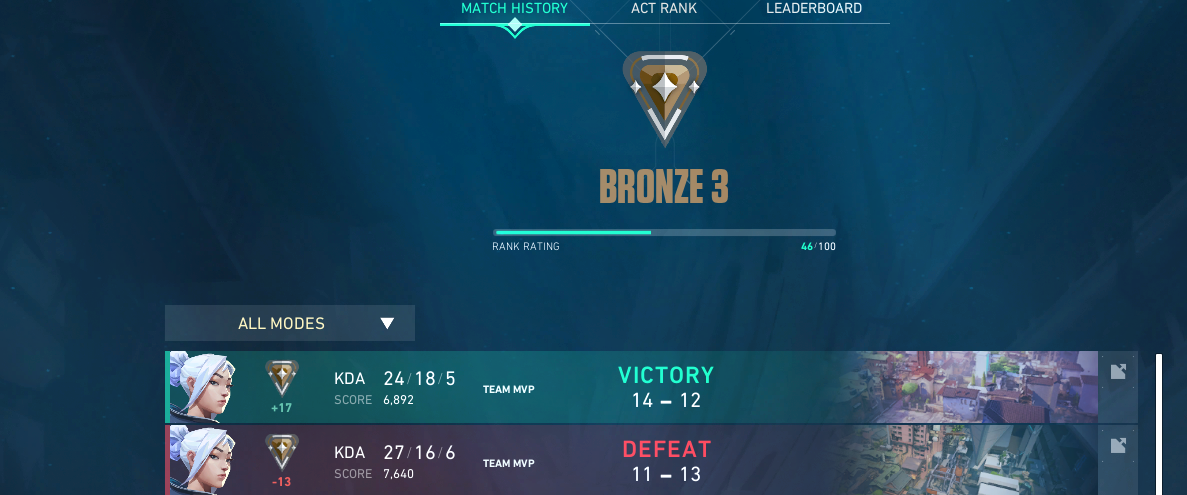 MATCH HISTORY ACT RANK LEADERBOARD
BRONZE 3
RANK RATING 46/100
ALL MODES
KDA 24/18/5 VICTORY
SCORE 6,892 TEAM MVP 14 – 12
+17
KDA 27/16/6 DEFEAT
SCORE 7,640 TEAM MVP 11 – 13
-13